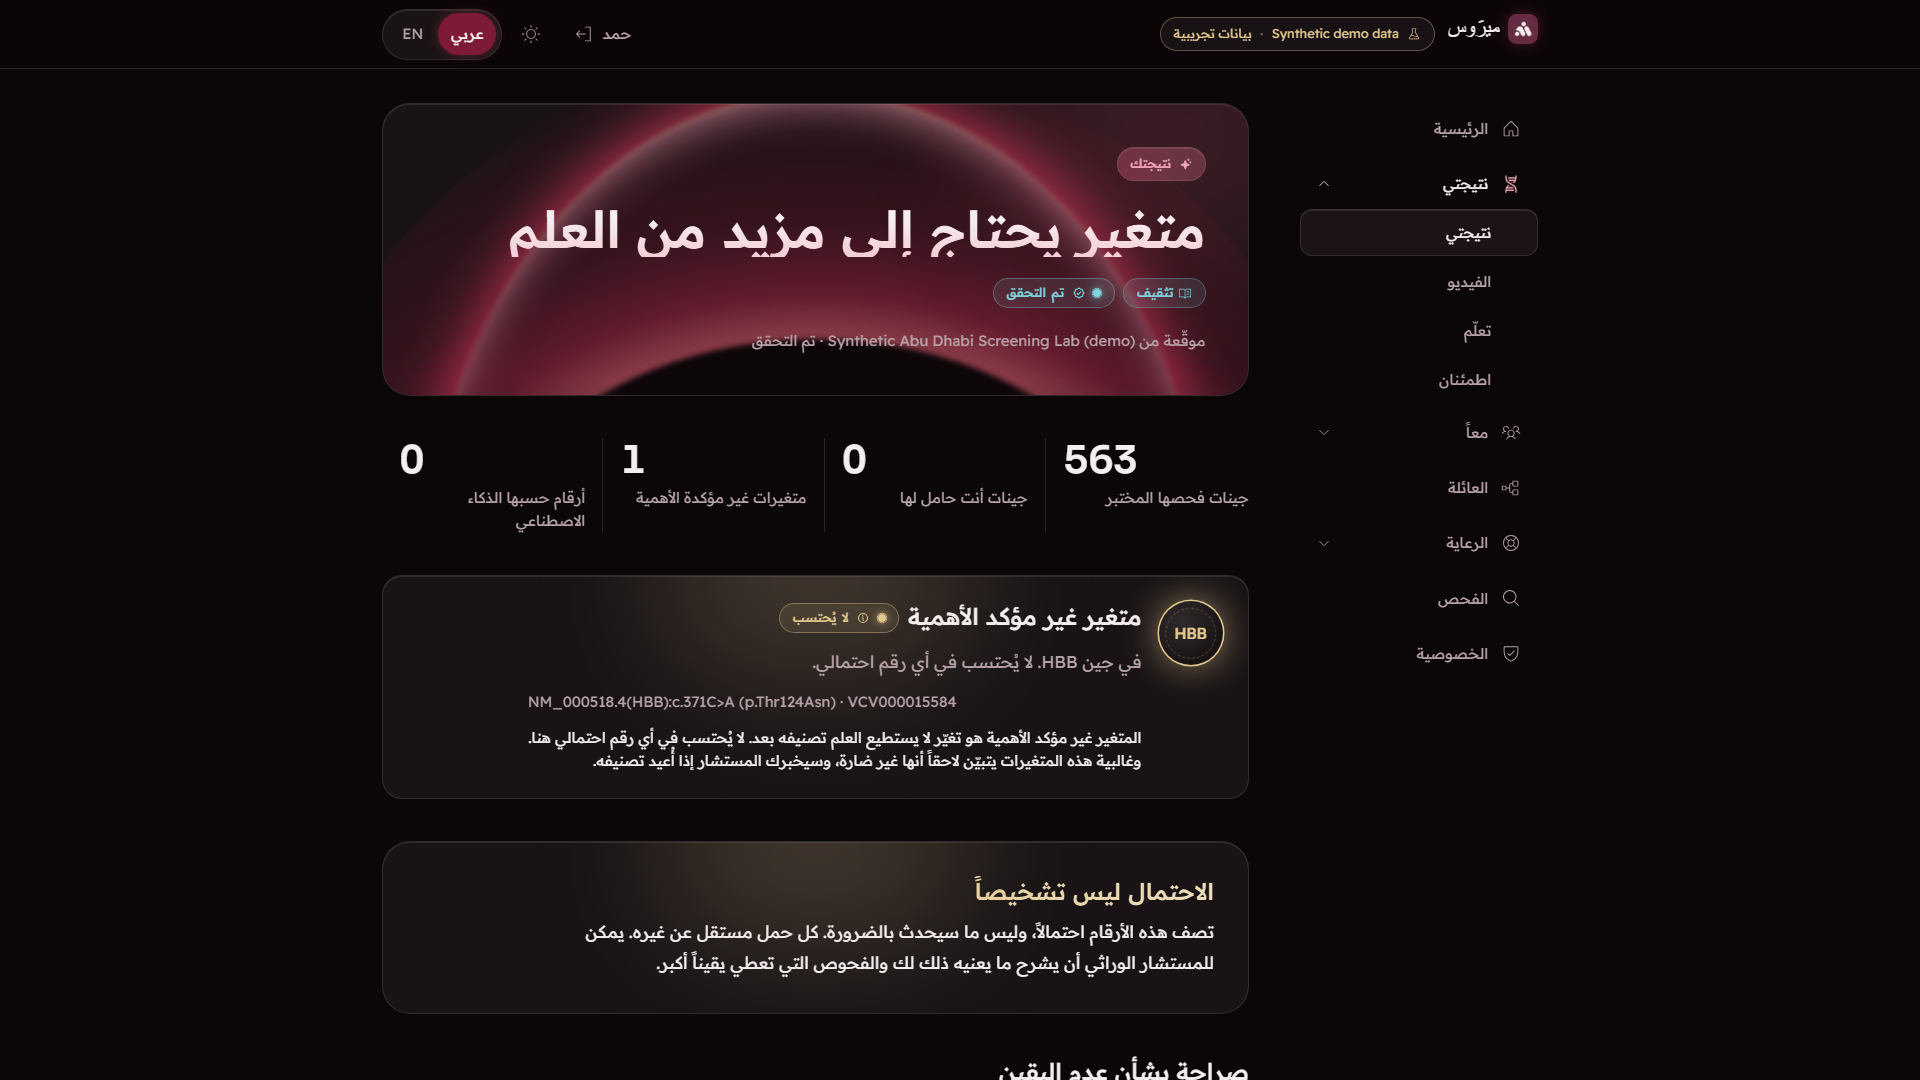 ميرَوس
Synthetic demo data · بيانات تجريبية
حمد
عربي
EN
الرئيسية
نتيجتي
نتيجتي
الفيديو
تعلّم
اطمئنان
معاً
العائلة
الرعاية
الفحص
الخصوصية
نتيجتك
متغير يحتاج إلى مزيد من العلم
تثقيف
تم التحقق
موقّعة من Synthetic Abu Dhabi Screening Lab (demo) · تم التحقق
563
جينات فحصها المختبر
0
جينات أنت حامل لها
1
متغيرات غير مؤكدة الأهمية
0
أرقام حسبها الذكاء
الاصطناعي
HBB
متغير غير مؤكد الأهمية
لا يُحتسب
في جين HBB. لا يُحتسب في أي رقم احتمالي.
NM_000518.4(HBB):c.371C>A (p.Thr124Asn) · VCV000015584
المتغير غير مؤكد الأهمية هو تغيّر لا يستطيع العلم تصنيفه بعد. لا يُحتسب في أي رقم احتمالي هنا.
وغالبية هذه المتغيرات يتبيّن لاحقاً أنها غير ضارة، وسيخبرك المستشار إذا أُعيد تصنيفه.
الاحتمال ليس تشخيصاً
تصف هذه الأرقام احتمالاً، وليس ما سيحدث بالضرورة. كل حمل مستقل عن غيره. يمكن
للمستشار الوراثي أن يشرح ما يعنيه ذلك لك والفحوص التي تعطي يقيناً أكبر.
صراحة بشأن عدم اليقين